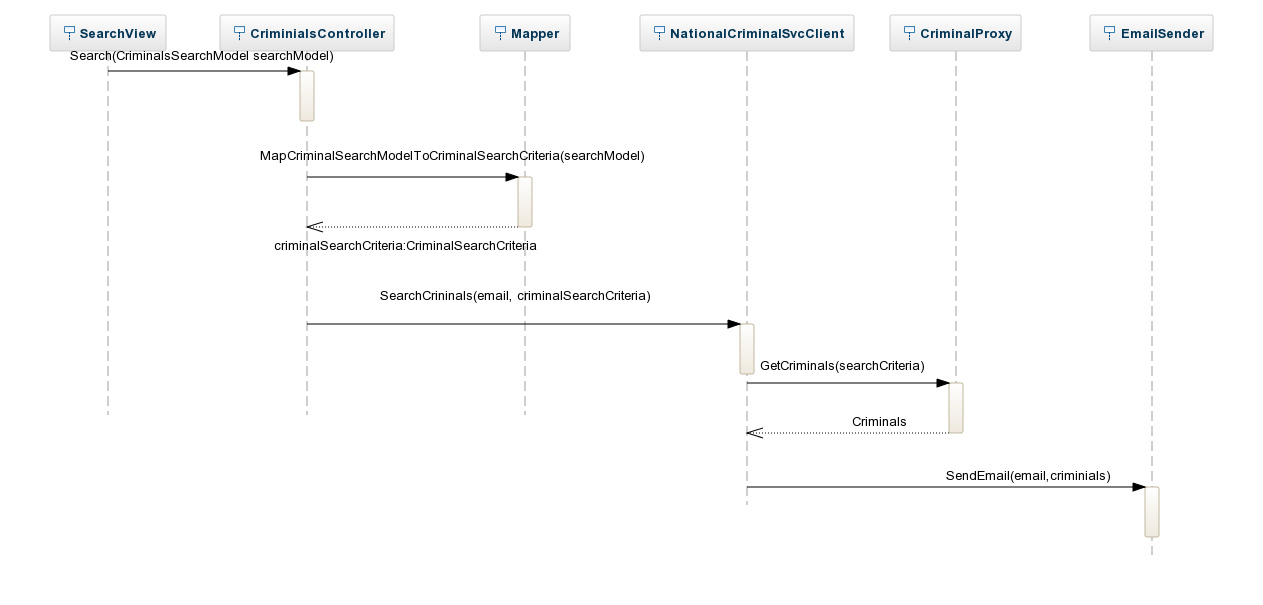 SearchView
CriminalsController
Mapper
NationalCriminalSvcClient
CriminalProxy
EmailSender
Search(CriminalsSearchModel searchModel)
MapCriminalSearchModelToCriminalSearchCriteria(searchModel)
criminalSearchCriteria:CriminalSearchCriteria
SearchCrininals(email, criminalSearchCriteria)
GetCriminals(searchCriteria)
Criminals
SendEmail(email,criminials)